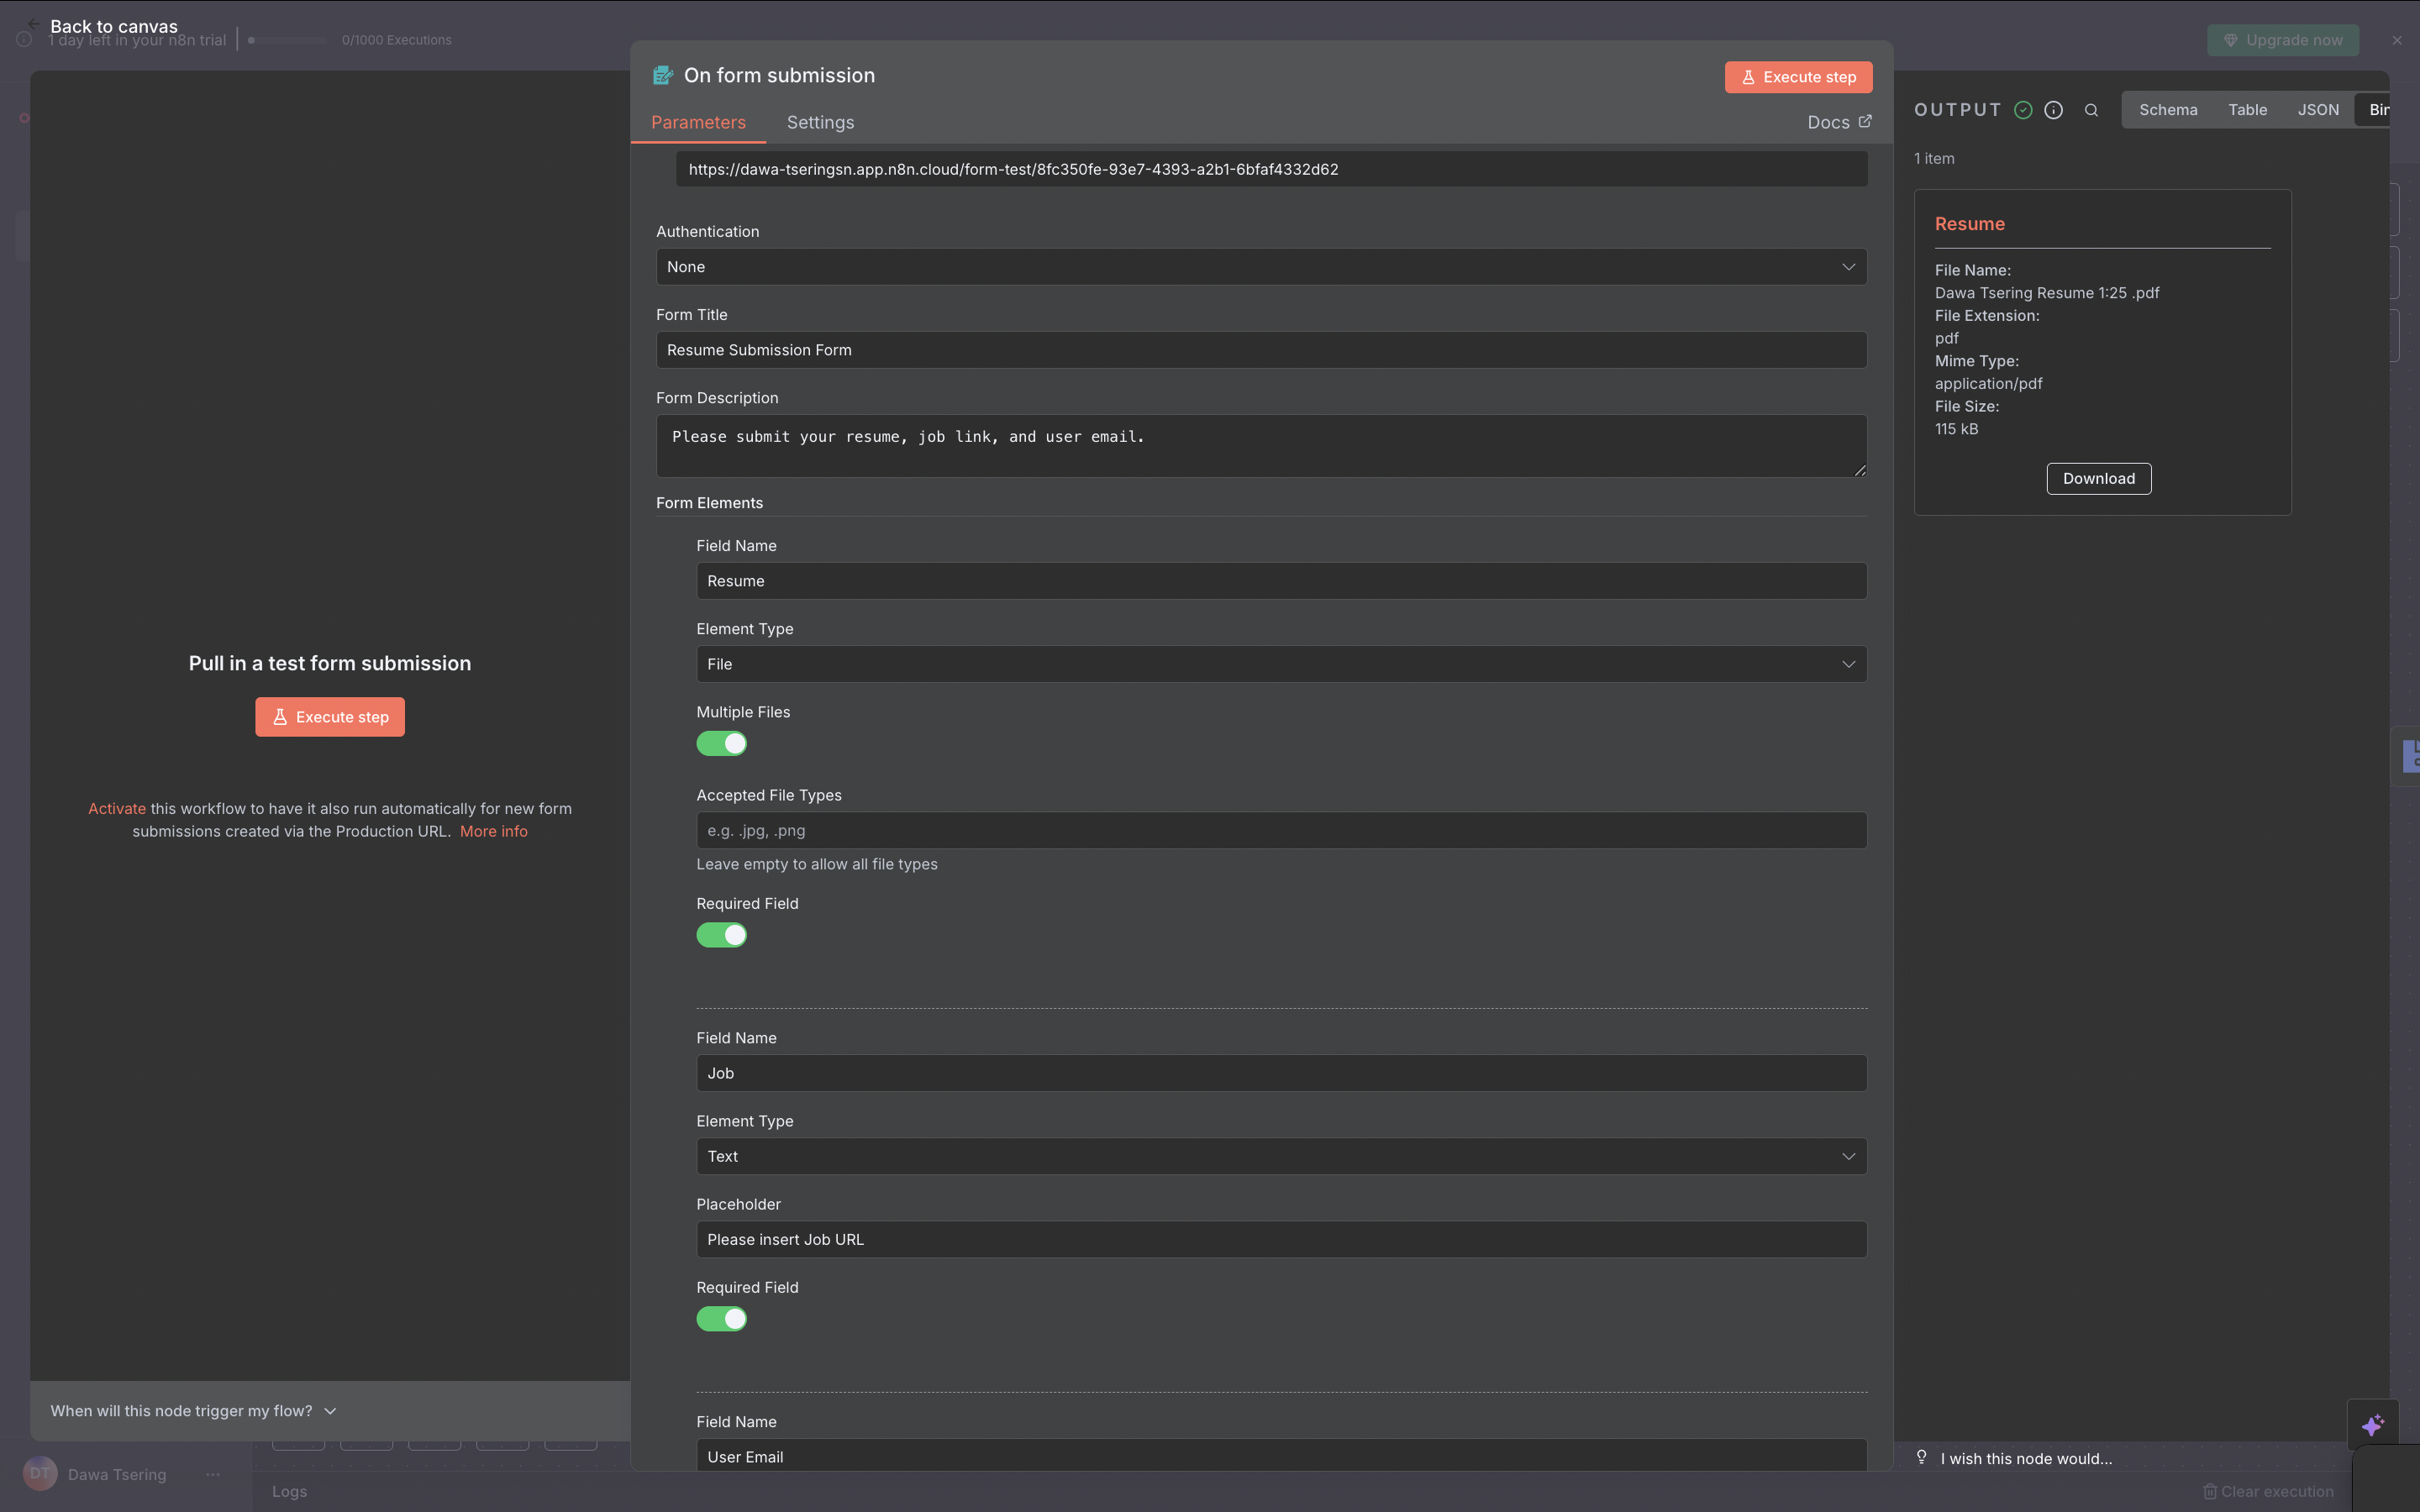 Back to canvas
1 day left in your n8n trial
0/1000 Executions
Upgrade now
On form submission
Execute step
Parameters
Settings
Docs
https://dawa-tseringsn.app.n8n.cloud/form-test/8fc350fe-93e7-4393-a2b1-6bfaf4332d62
Authentication
None
Form Title
Resume Submission Form
Form Description
Please submit your resume, job link, and user email.
Form Elements
Field Name
Resume
Element Type
File
Multiple Files
Accepted File Types
e.g. .jpg, .png
Leave empty to allow all file types
Required Field
Field Name
Job
Element Type
Text
Placeholder
Please insert Job URL
Required Field
Field Name
User Email
Pull in a test form submission
Execute step
Activate this workflow to have it also run automatically for new form
submissions created via the Production URL. More info
When will this node trigger my flow?
OUTPUT
Schema
Table
JSON
Bin
1 item
Resume
File Name:
Dawa Tsering Resume 1:25 .pdf
File Extension:
pdf
Mime Type:
application/pdf
File Size:
115 kB
Download
I wish this node would...
DT
Dawa Tsering
Logs
Clear execution